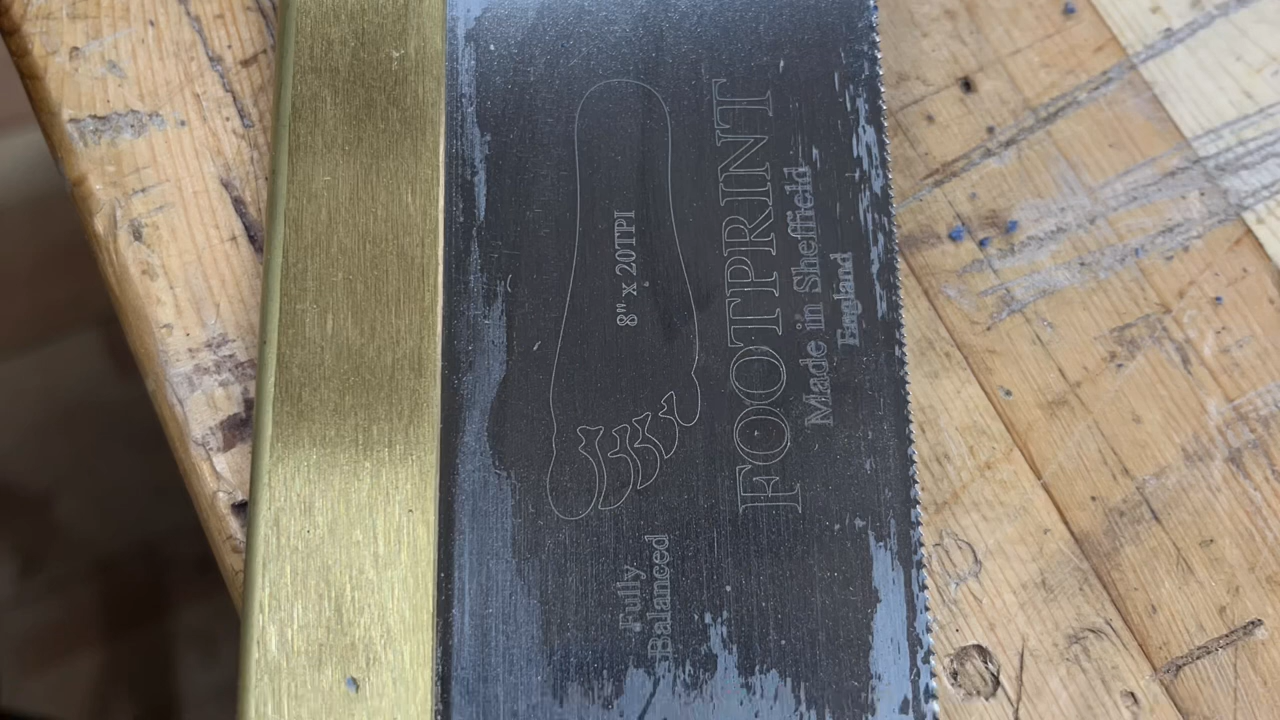 8" x 20TPI
FOOTPRINT
Made in Sheffield
England
Fully
Balanced